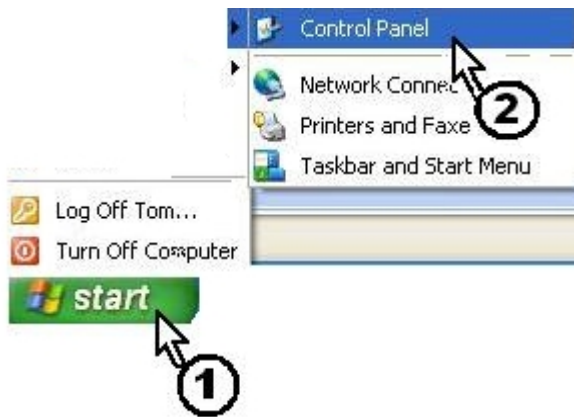 Control Panel
Network Connec
2
Printers and Faxe
Taskbar and Start Menu
Log Off Tom...
Turn Off Computer
start
1